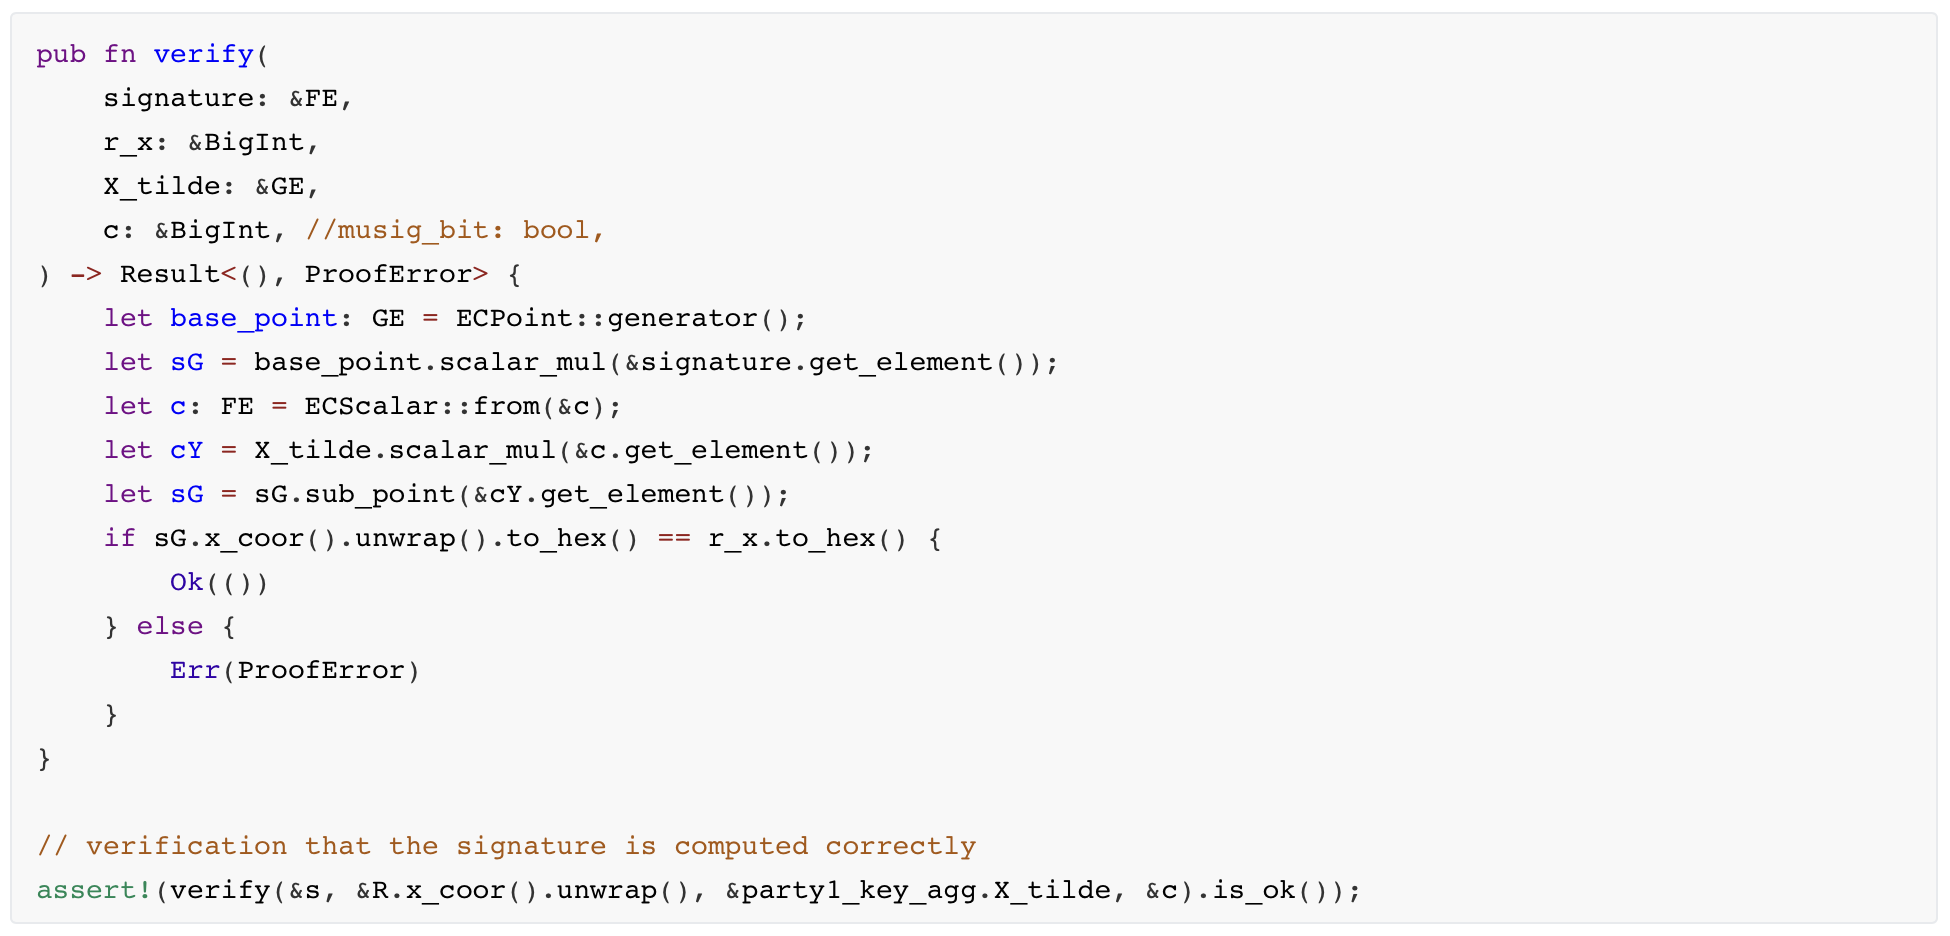 pub fn verify(
    signature: &FE,
    r_x: &BigInt,
    X_tilde: &GE,
    c: &BigInt, //musig_bit: bool,
) -> Result<(), ProofError> {
    let base_point: GE = ECPoint::generator();
    let sG = base_point.scalar_mul(&signature.get_element());
    let c: FE = ECScalar::from(&c);
    let cY = X_tilde.scalar_mul(&c.get_element());
    let sG = sG.sub_point(&cY.get_element());
    if sG.x_coor().unwrap().to_hex() == r_x.to_hex() {
        Ok(())
    } else {
        Err(ProofError)
    }
}

// verification that the signature is computed correctly
assert!(verify(&s, &R.x_coor().unwrap(), &party1_key_agg.X_tilde, &c).is_ok());